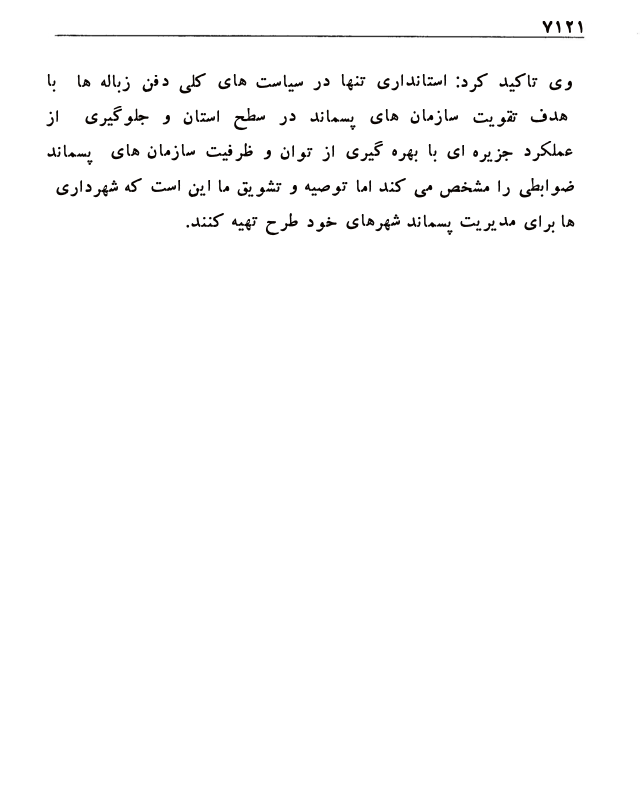 ۷۱۲۱
وی تاکید کرد: استانداری تنها در سیاست های کلی دفن زباله ها با
هدف تقویت سازمان های پسماند در سطح استان و جلوگیری از
عملکرد جزیره ای با بهره گیری از توان و ظرفیت سازمان های پسماند
ضوابطی را مشخص می کند اما توصیه و تشویق ما این است که شهرداری
ها برای مدیریت پسماند شهرهای خود طرح تهیه کنند.